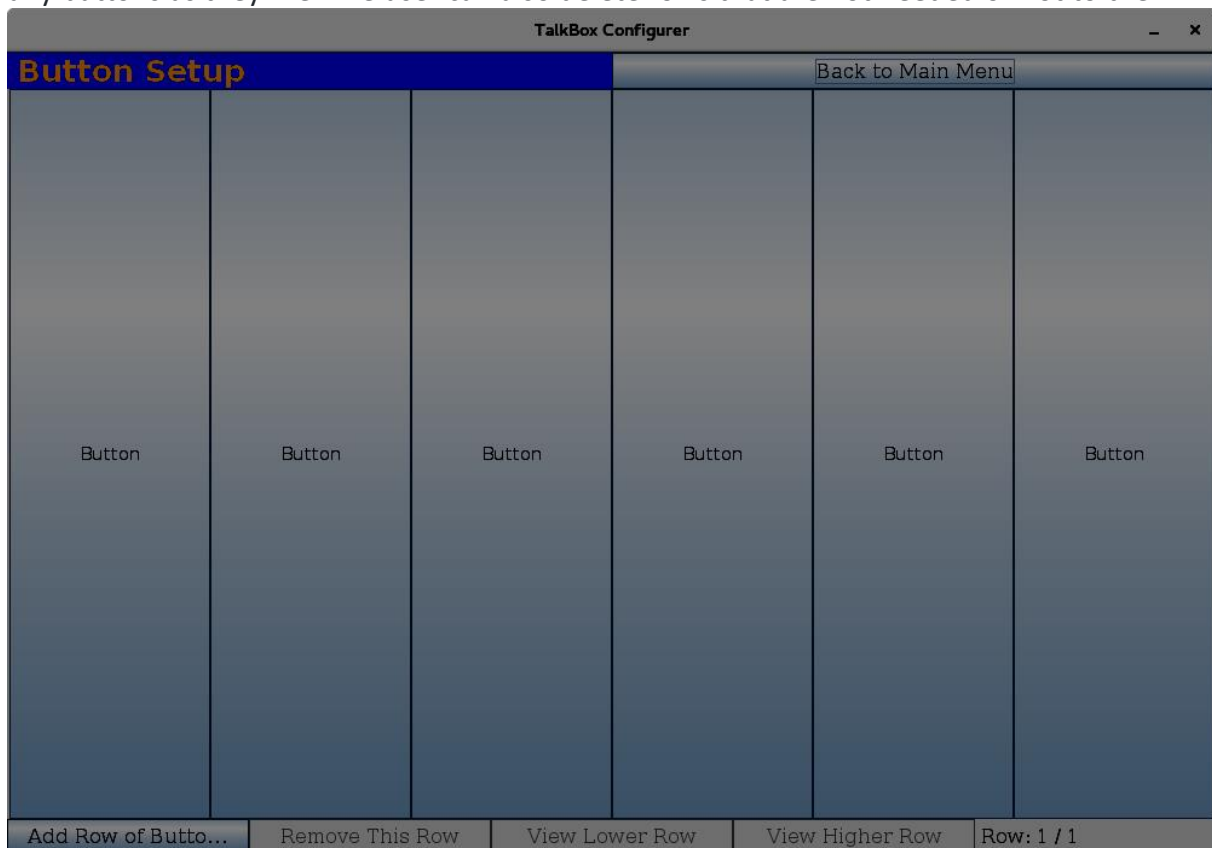 TalkBox Configurer
Button Setup
Back to Main Menu
Button Button Button Button Button Button
Add Row of Butto... Remove This Row View Lower Row View Higher Row Row: 1 / 1